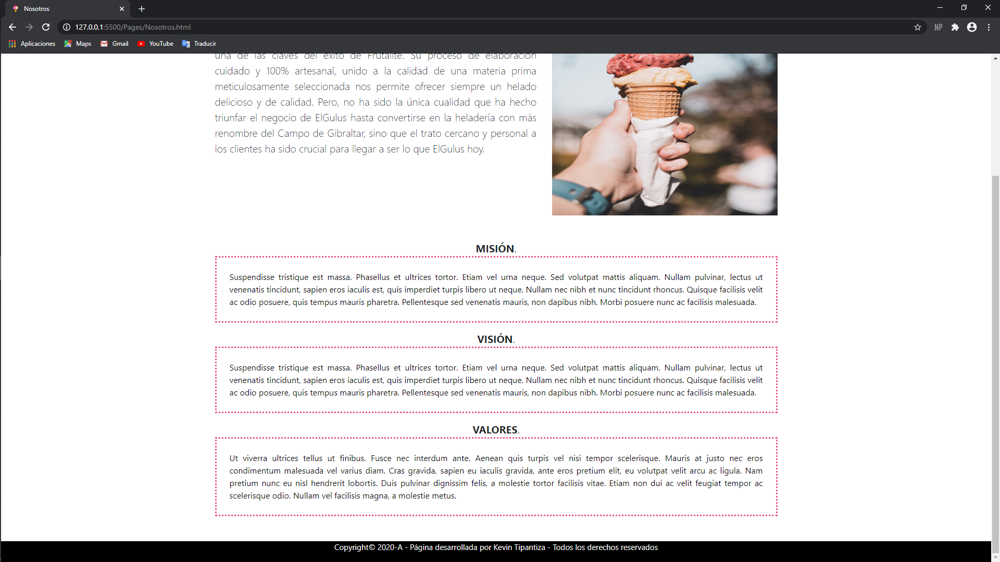 Nosotros
127.0.0.1:5500/Pages/Nosotros.html
NP
Aplicaciones Maps Gmail YouTube Traducir
una de las claves del éxito de Frutalite. Su proceso de elaboración
cuidado y 100% artesanal, unido a la calidad de una materia prima
meticulosamente seleccionada nos permite ofrecer siempre un helado
delicioso y de calidad. Pero, no ha sido la única cualidad que ha hecho
triunfar el negocio de ElGulus hasta convertirse en la heladería con más
renombre del Campo de Gibraltar, sino que el trato cercano y personal a
los clientes ha sido crucial para llegar a ser lo que ElGulus hoy.
MISIÓN.
Suspendisse tristique est massa. Phasellus et ultrices tortor. Etiam vel urna neque. Sed volutpat mattis aliquam. Nullam pulvinar, lectus ut
venenatis tincidunt, sapien eros iaculis est, quis imperdiet turpis libero ut neque. Nullam nec nibh et nunc tincidunt rhoncus. Quisque facilisis velit
ac odio posuere, quis tempus mauris pharetra. Pellentesque sed venenatis mauris, non dapibus nibh. Morbi posuere nunc ac facilisis malesuada.
VISIÓN.
Suspendisse tristique est massa. Phasellus et ultrices tortor. Etiam vel urna neque. Sed volutpat mattis aliquam. Nullam pulvinar, lectus ut
venenatis tincidunt, sapien eros iaculis est, quis imperdiet turpis libero ut neque. Nullam nec nibh et nunc tincidunt rhoncus. Quisque facilisis velit
ac odio posuere, quis tempus mauris pharetra. Pellentesque sed venenatis mauris, non dapibus nibh. Morbi posuere nunc ac facilisis malesuada.
VALORES.
Ut viverra ultrices tellus ut finibus. Fusce nec interdum ante. Aenean quis turpis vel nisi tempor scelerisque. Mauris at justo nec eros
condimentum malesuada vel varius diam. Cras gravida, sapien eu iaculis gravida, ante eros pretium elit, eu volutpat velit arcu ac ligula. Nam
pretium nunc eu nisl hendrerit lobortis. Duis pulvinar dignissim felis, a molestie tortor facilisis vitae. Etiam non dui ac velit feugiat tempor ac
scelerisque odio. Nullam vel facilisis magna, a molestie metus.
Copyright© 2020-A - Página desarrollada por Kevin Tipantiza - Todos los derechos reservados